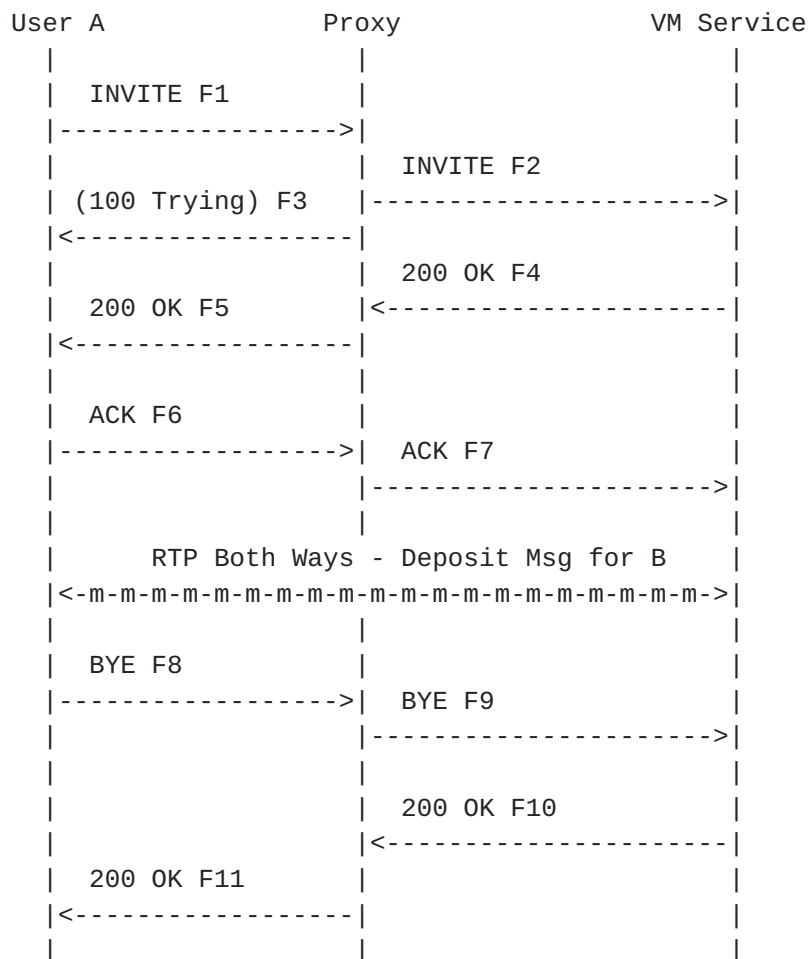 User A Proxy VM Service
INVITE F1
INVITE F2
(100 Trying) F3
200 OK F4
200 OK F5
ACK F6
ACK F7
RTP Both Ways - Deposit Msg for B
<-m-m-m-m-m-m-m-m-m-m-m-m-m-m-m-m-m-m-m-m->
BYE F8
BYE F9
200 OK F10
200 OK F11